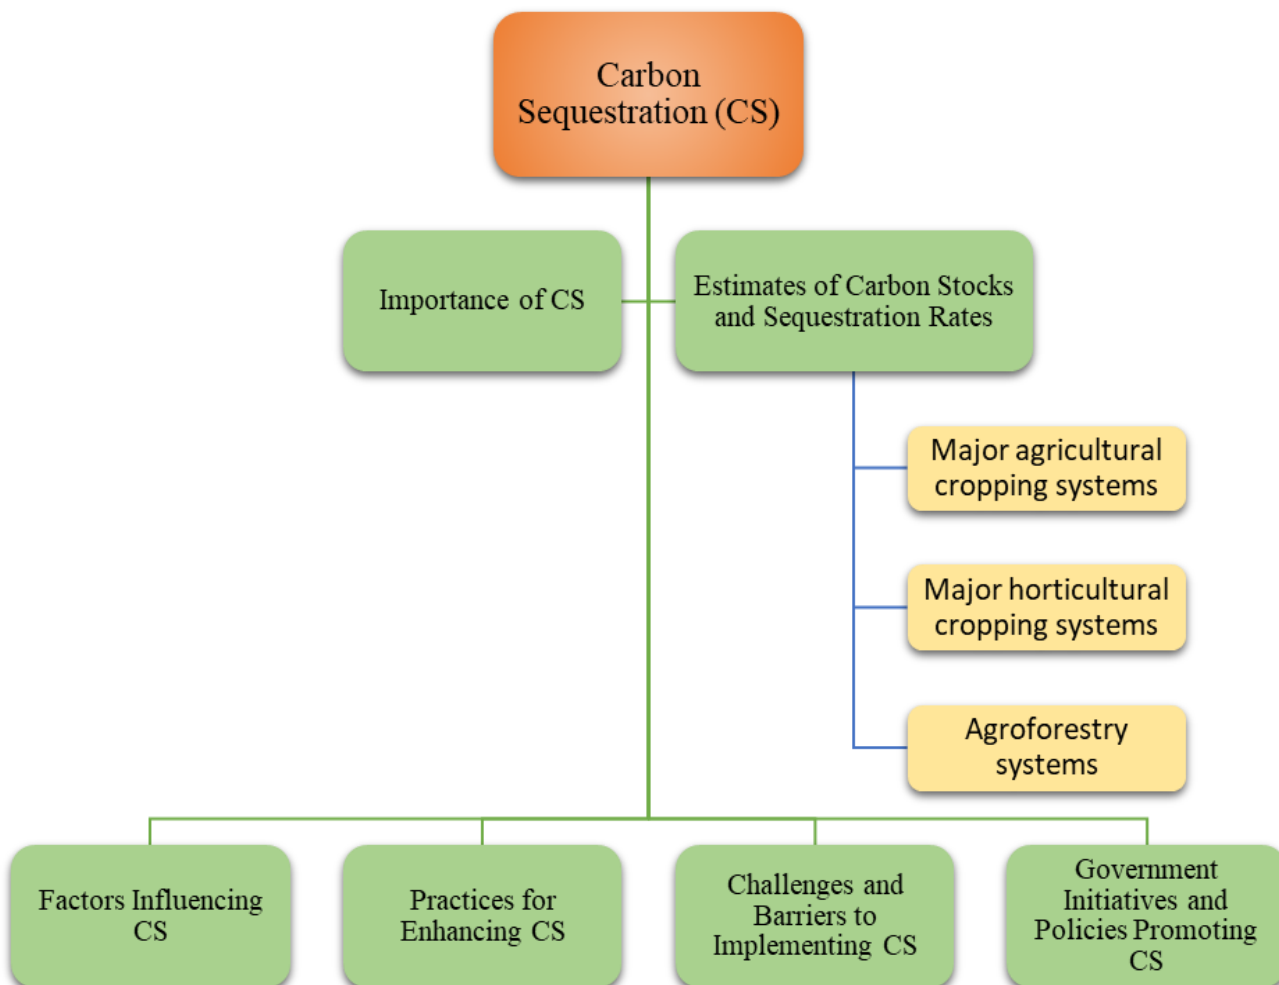 Carbon
Sequestration (CS)
Importance of CS
Estimates of Carbon Stocks
and Sequestration Rates
Major agricultural
cropping systems
Major horticultural
cropping systems
Agroforestry
systems
Factors Influencing
CS
Practices for
Enhancing CS
Challenges and
Barriers to
Implementing CS
Government
Initiatives and
Policies Promoting
CS